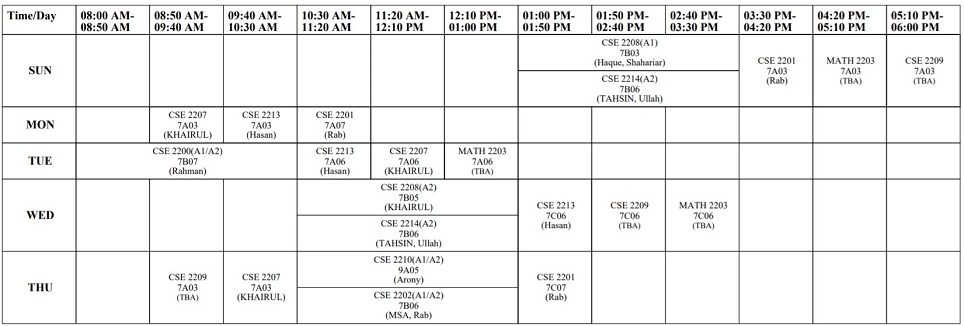 Time/Day
08:00 AM-
08:50 AM
08:50 AM-
09:40 AM
09:40 AM-
10:30 AM
10:30 AM-
11:20 AM
11:20 AM-
12:10 PM
12:10 PM-
01:00 PM
01:00 PM-
01:50 PM
01:50 PM-
02:40 PM
02:40 PM-
03:30 PM
03:30 PM-
04:20 PM
04:20 PM-
05:10 PM
05:10 PM-
06:00 PM
SUN
CSE 2208(A1)
7B03
(Haque, Shahariar)
CSE 2214(A2)
7B06
(TAHSIN, Ullah)
CSE 2201
7A03
(Rab)
MATH 2203
7A03
(TBA)
CSE 2209
7A03
(TBA)
MON
CSE 2207
7A03
(KHAIRUL)
CSE 2213
7A03
(Hasan)
CSE 2201
7A07
(Rab)
TUE
CSE 2200(A1/A2)
7B07
(Rahman)
CSE 2213
7A06
(Hasan)
CSE 2207
7A06
(KHAIRUL)
MATH 2203
7A06
(TBA)
WED
CSE 2208(A2)
7B05
(KHAIRUL)
CSE 2214(A2)
7B06
(TAHSIN, Ullah)
CSE 2213
7C06
(Hasan)
CSE 2209
7C06
(TBA)
MATH 2203
7C06
(TBA)
THU
CSE 2209
7A03
(TBA)
CSE 2207
7A03
(KHAIRUL)
CSE 2210(A1/A2)
9A05
(Arony)
CSE 2202(A1/A2)
7B06
(MSA, Rab)
CSE 2201
7C07
(Rab)